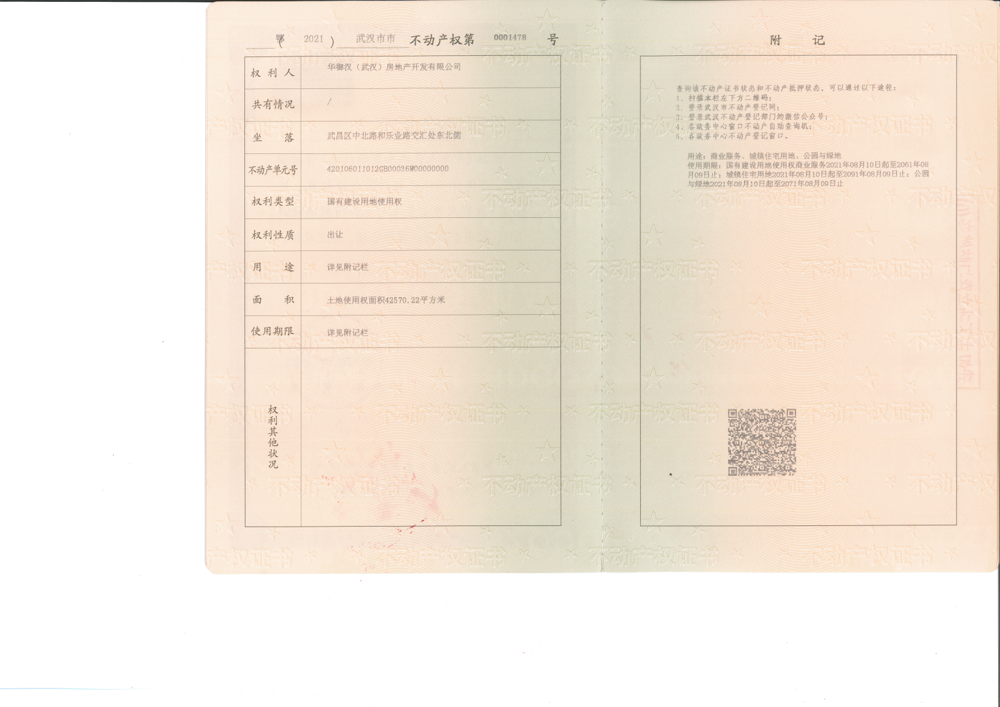 鄂（ 2021 ）武汉市市 不动产权第 0001478 号
权利人 华御汉（武汉）房地产开发有限公司
共有情况 /
坐落 武昌区中北路和乐业路交汇处东北侧
不动产单元号 420106011012GB00036W00000000
权利类型 国有建设用地使用权
权利性质 出让
用途 详见附记栏
面积 土地使用权面积42570.22平方米
使用期限 详见附记栏
权利其他状况
附记
查询该不动产证书状态和不动产抵押状态，可以通过以下途径：
1、扫描本栏左下方二维码；
2、登录武汉市不动产登记网；
3、登录武汉不动产登记部门的微信公众号；
4、各政务中心窗口不动产自助查询机；
5、各政务中心不动产登记窗口。
用途：商业服务、城镇住宅用地、公园与绿地
使用期限：国有建设用地使用权商业服务2021年08月10日起至2061年08
月09日止；城镇住宅用地2021年08月10日起至2091年08月09日止；公园
与绿地2021年08月10日起至2071年08月09日止